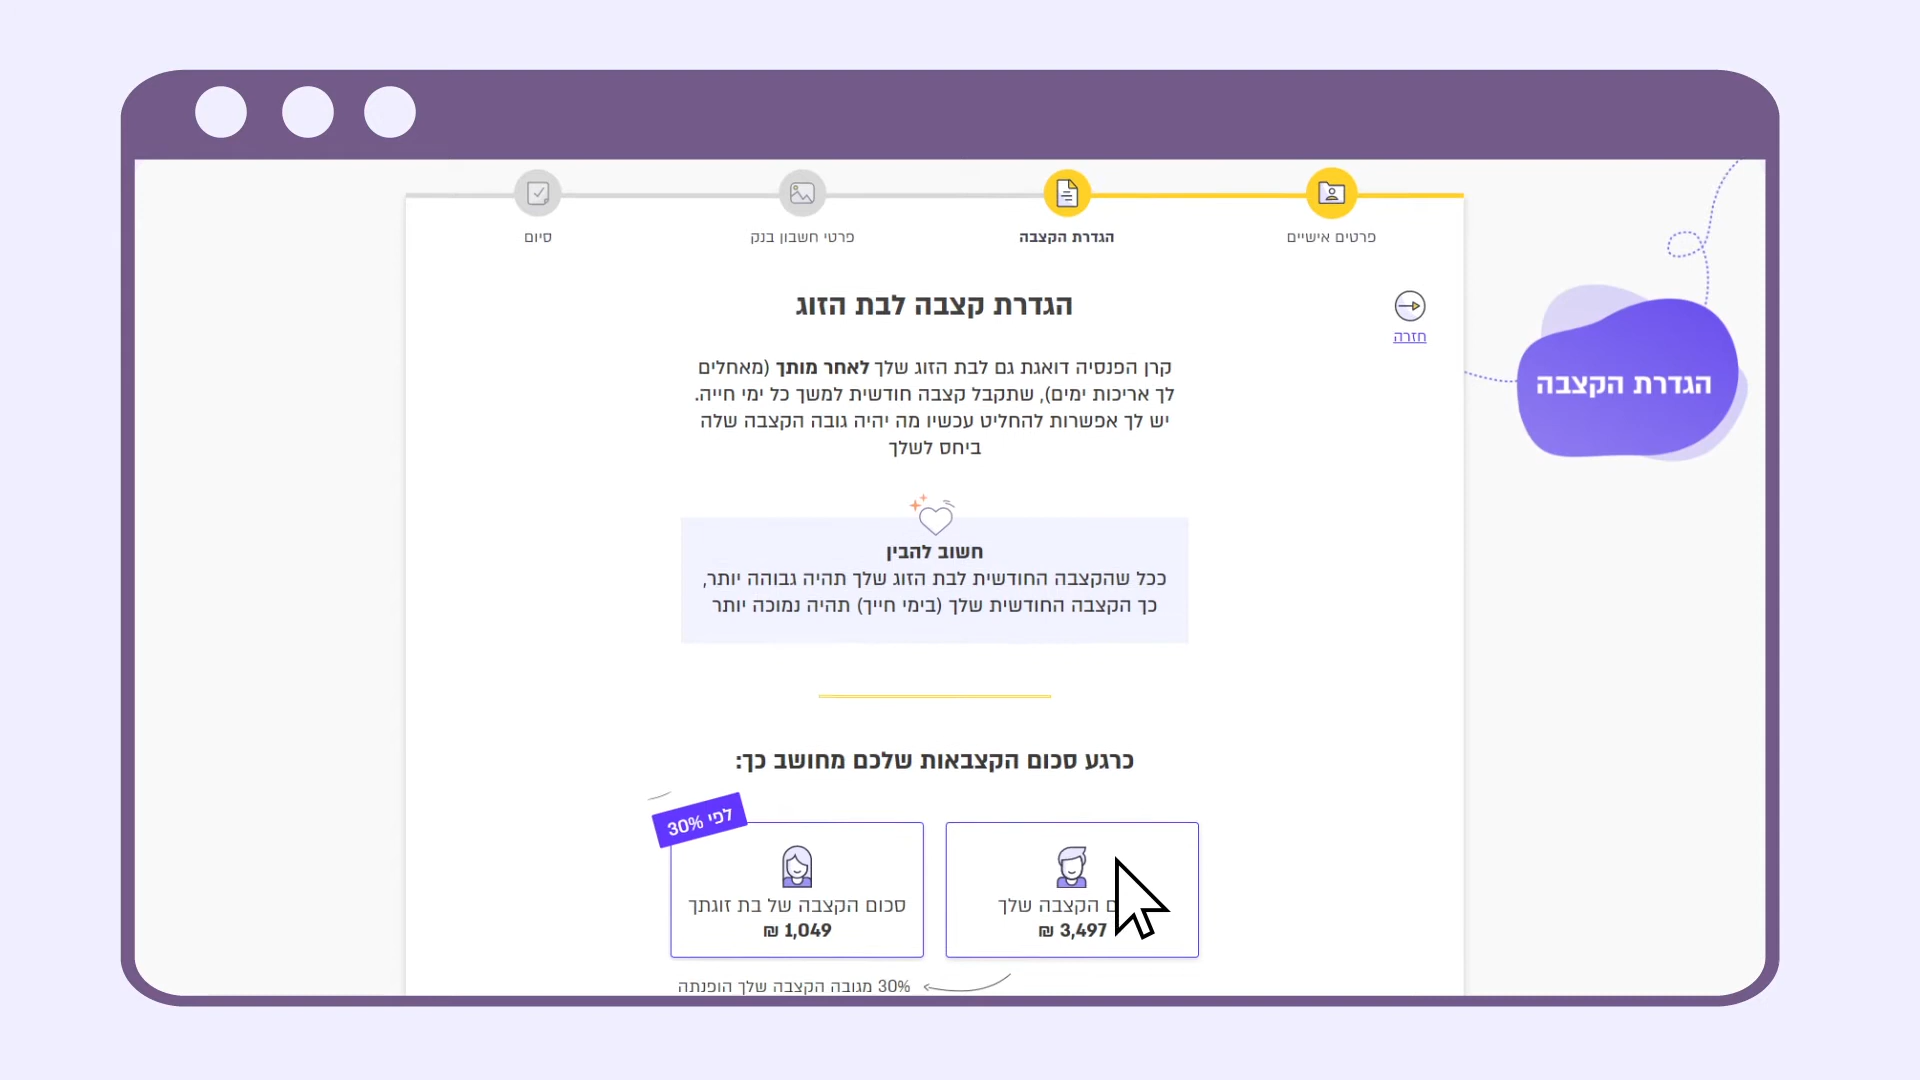 פרטים אישיים
הגדרת הקצבה
פרטי חשבון בנק
סיום
הגדרת הקצבה
חזרה
הגדרת קצבה לבת הזוג
קרן הפנסיה דואגת גם לבת הזוג שלך לאחר מותך (מאחלים
לך אריכות ימים), שתקבל קצבה חודשית למשך כל ימי חייה.
יש לך אפשרות להחליט עכשיו מה יהיה גובה הקצבה שלה
ביחס לשלך
חשוב להבין
ככל שהקצבה החודשית לבת הזוג שלך תהיה גבוהה יותר,
כך הקצבה החודשית שלך (בימי חייך) תהיה נמוכה יותר
כרגע סכום הקצבאות שלכם מחושב כך:
הקצבה שלך
3,497 ₪
לפי 30%
סכום הקצבה של בת זוגתך
1,049 ₪
30% מגובה הקצבה שלך הופנתה